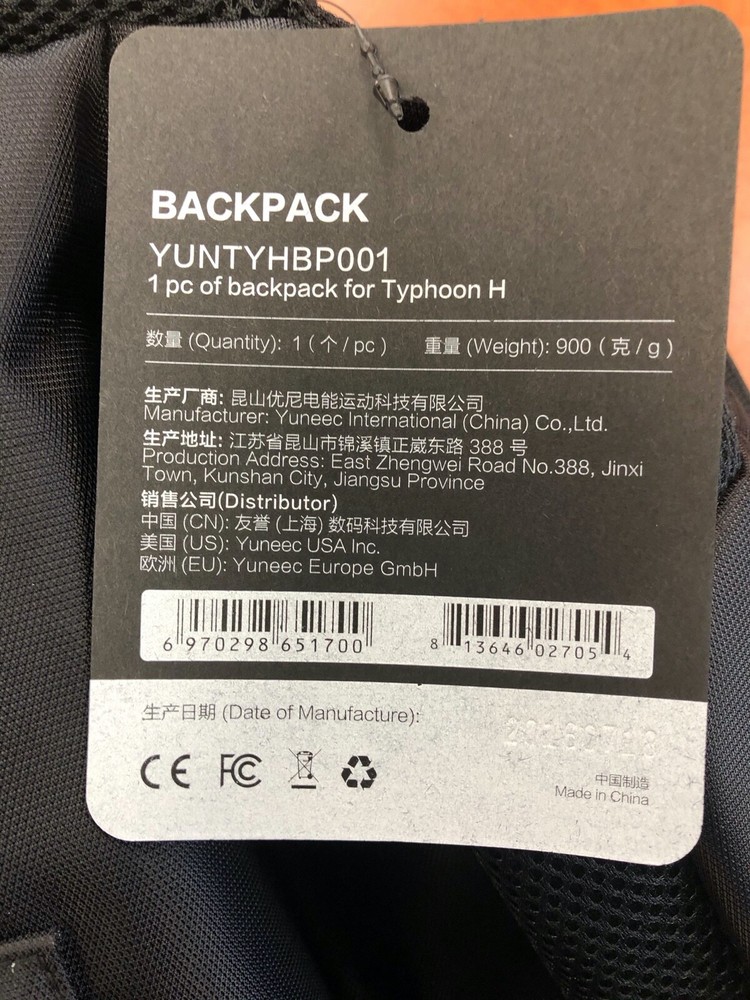 BACKPACK
YUNTYHBP001
1 pc of backpack for Typhoon H
数量 (Quantity): 1 ( 个 / pc ) 重量 (Weight): 900 ( 克 / g )
生产厂商: 昆山优尼电能运动科技有限公司
Manufacturer: Yuneec International (China) Co.,Ltd.
生产地址: 江苏省昆山市锦溪镇正崴东路 388 号
Production Address: East Zhengwei Road No.388, Jinxi
Town, Kunshan City, Jiangsu Province
销售公司(Distributor)
中国 (CN): 友誉 (上海) 数码科技有限公司
美国 (US): Yuneec USA Inc.
欧洲 (EU): Yuneec Europe GmbH
6 970298 651700 8 13646 02705 4
生产日期 (Date of Manufacture):
CE FC
中国制造
Made in China